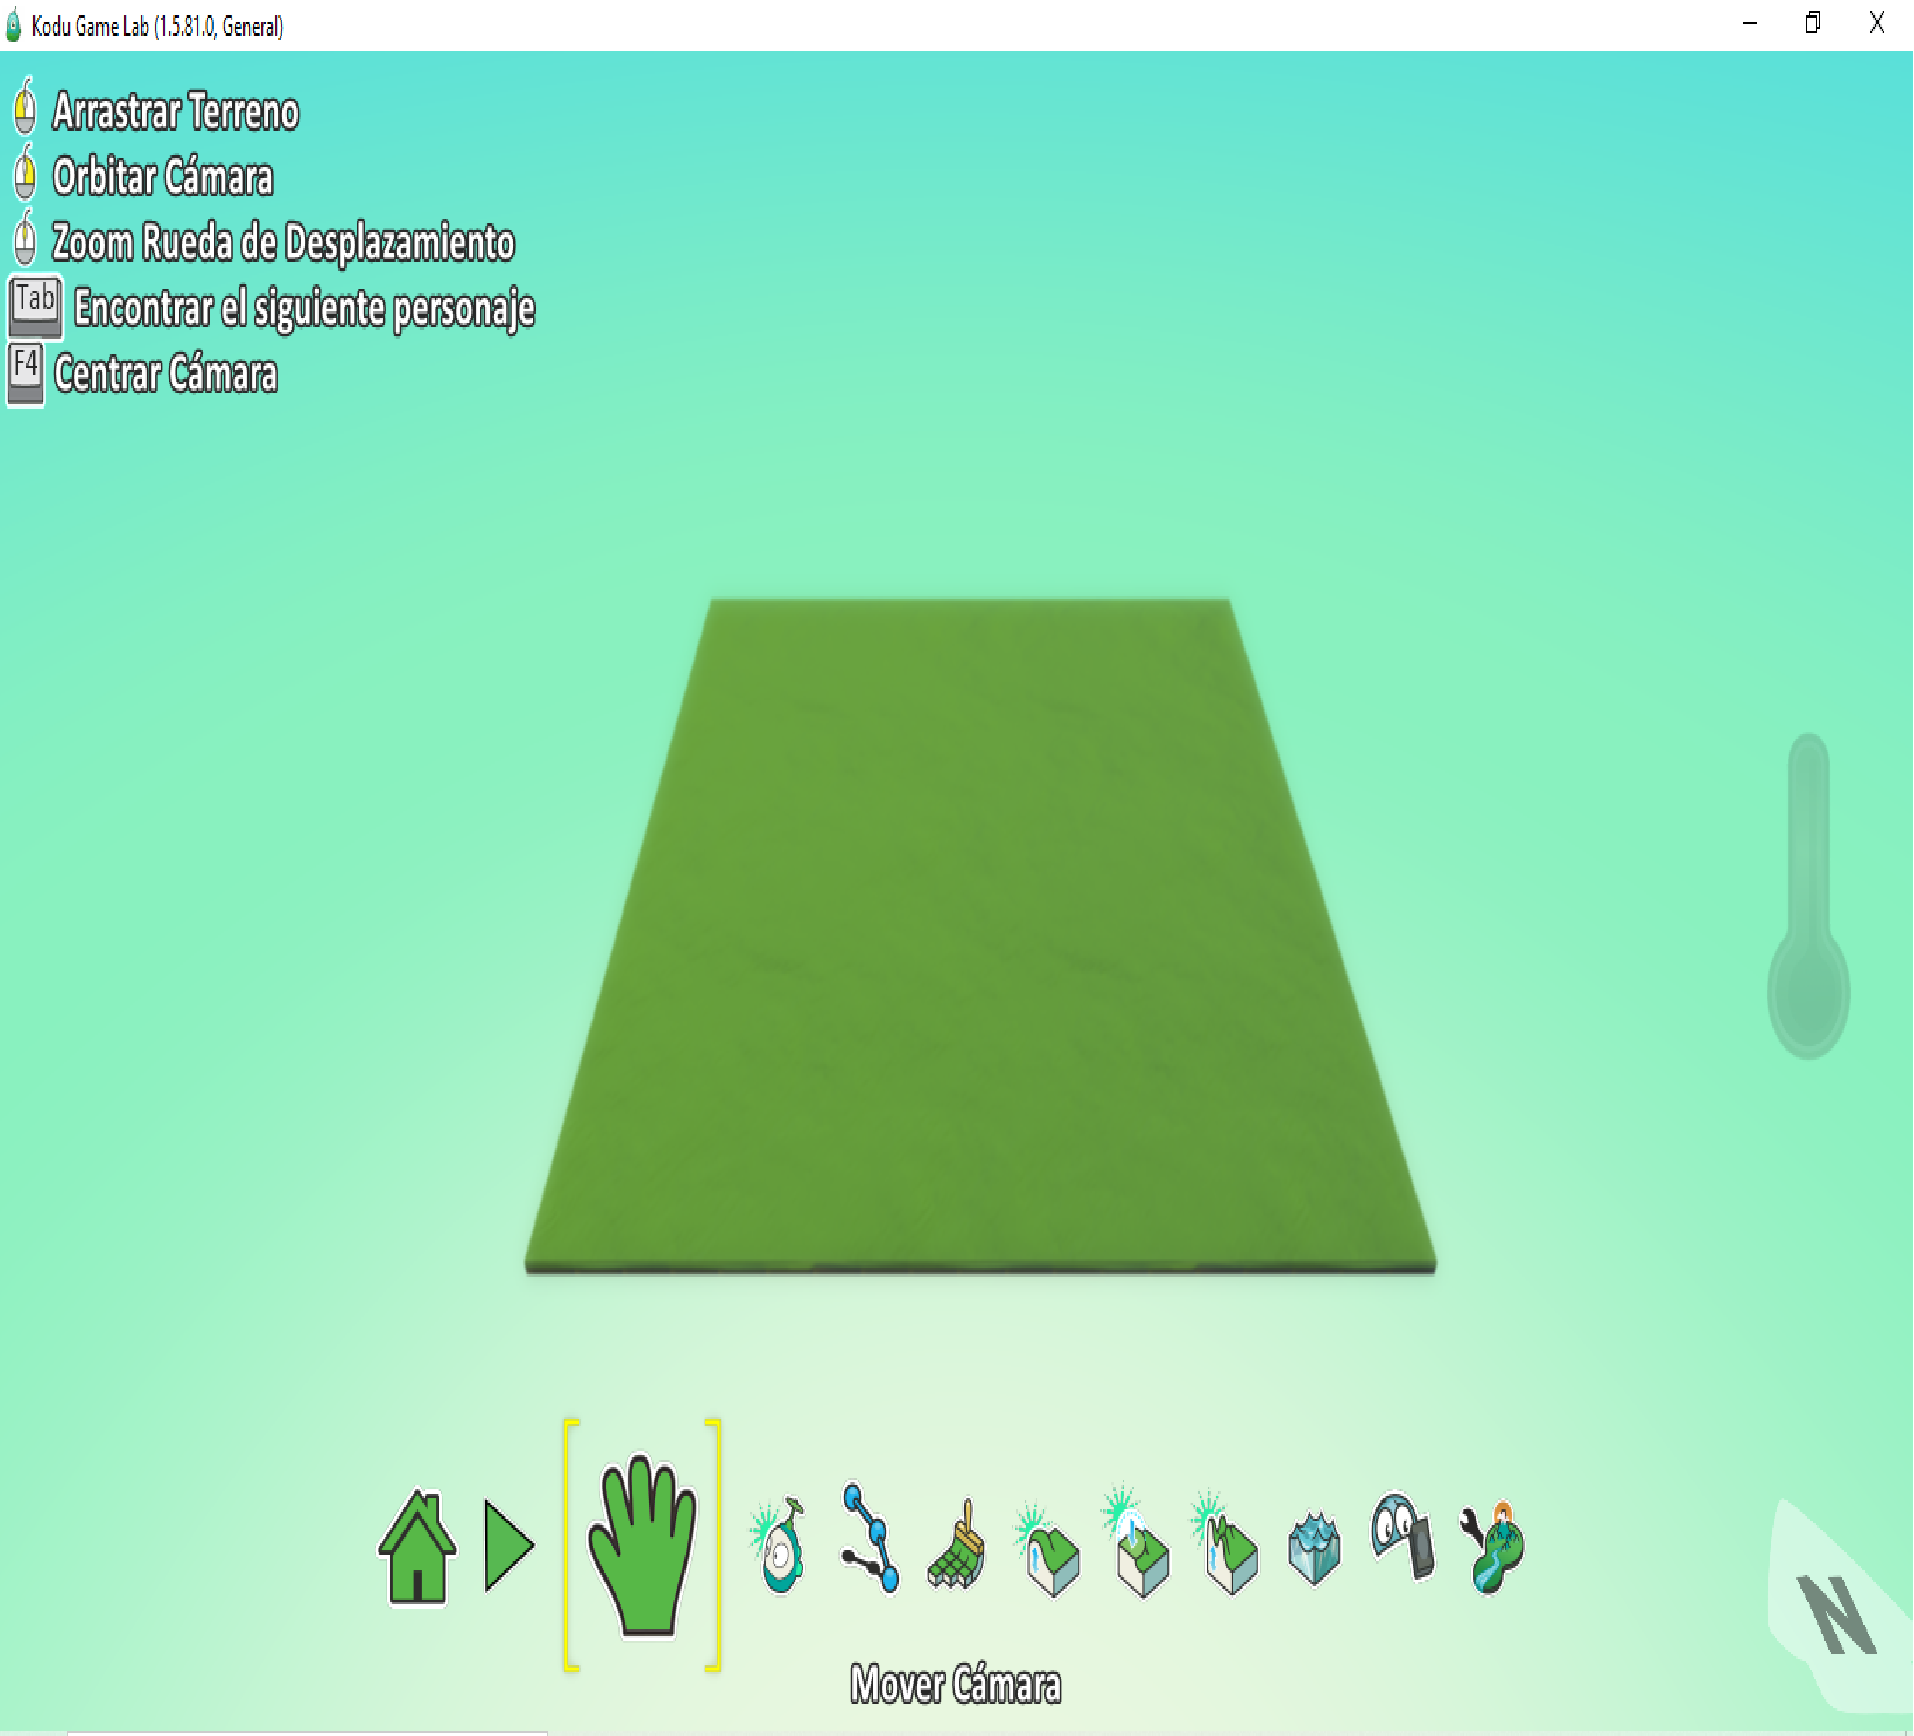 Kodu Game Lab (1.5.81.0, General)
Arrastrar Terreno
Orbitar Cámara
Zoom Rueda de Desplazamiento
Tab Encontrar el siguiente personaje
F4 Centrar Cámara
N
Mover Cámara